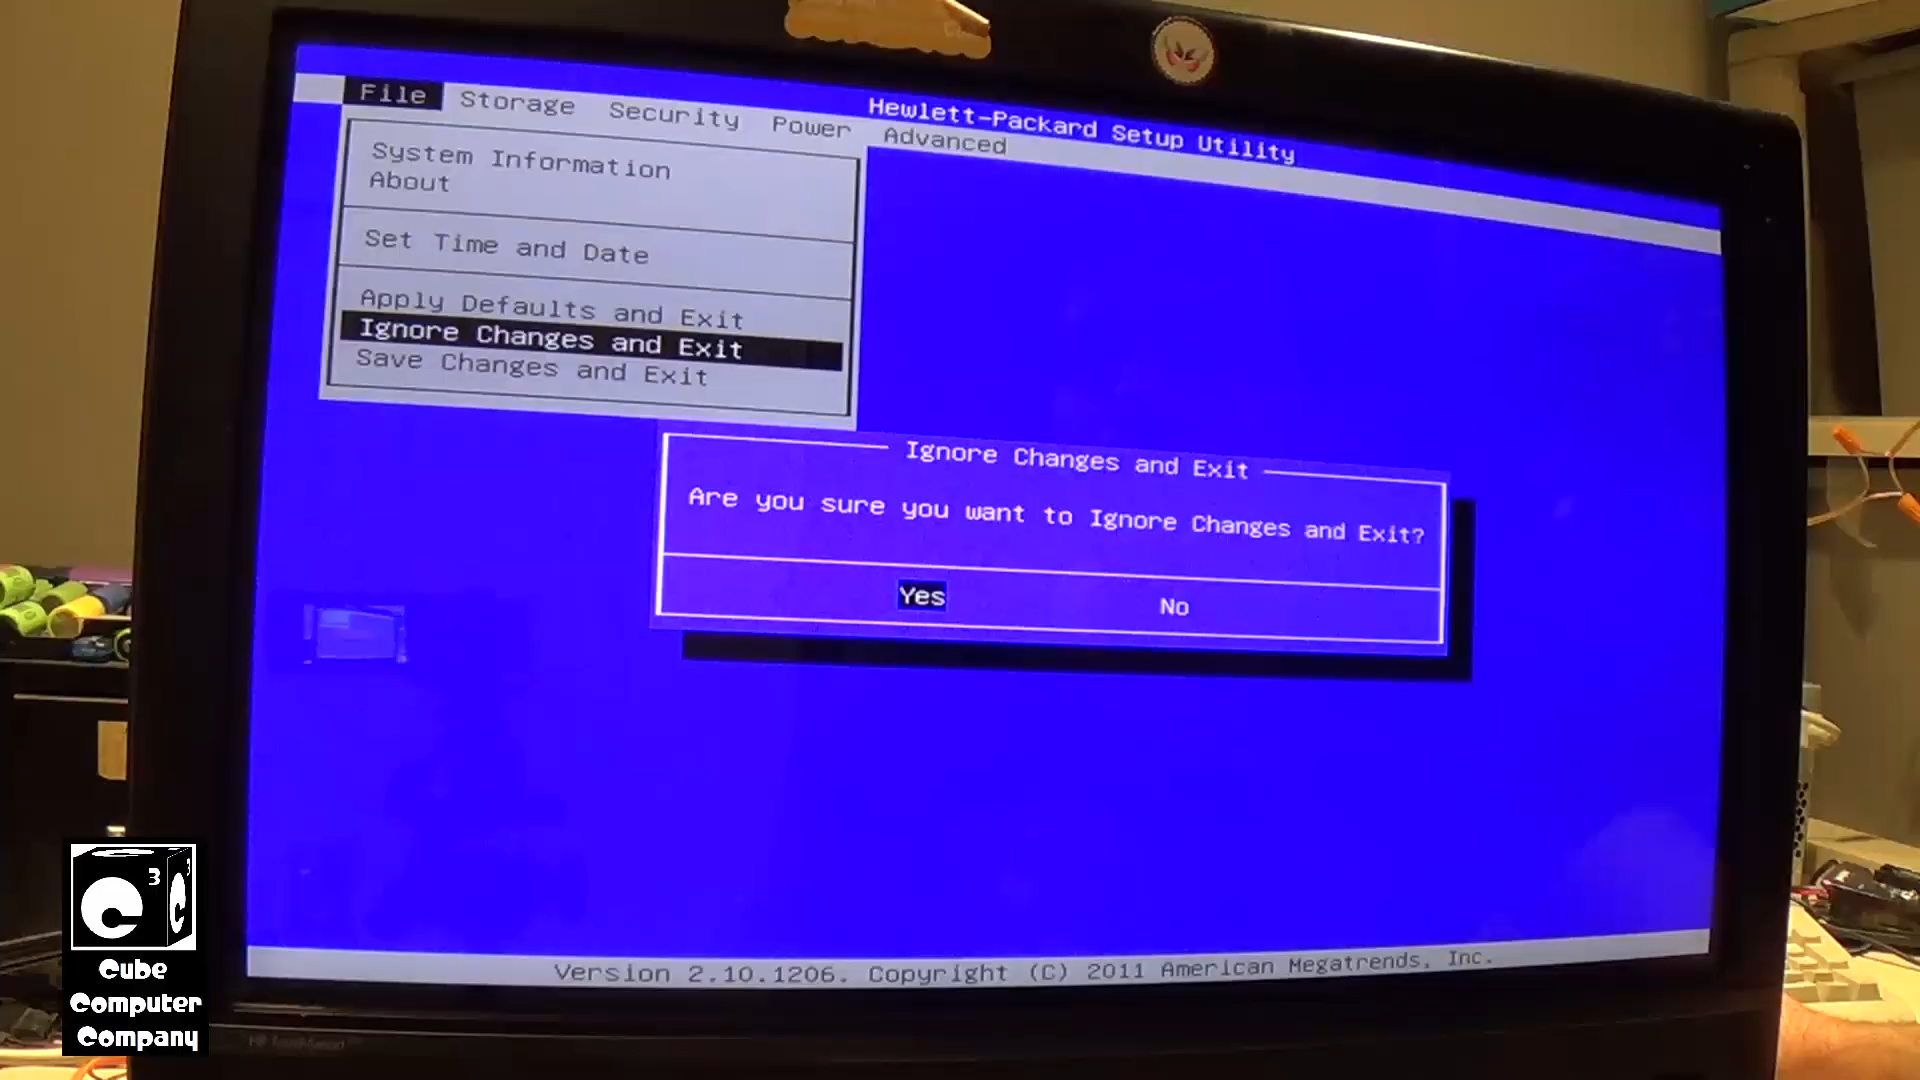 Hewlett-Packard Setup Utility
File Storage Security Power Advanced
System Information
About
Set Time and Date
Apply Defaults and Exit
Ignore Changes and Exit
Save Changes and Exit
Ignore Changes and Exit
Are you sure you want to Ignore Changes and Exit?
Yes No
Version 2.10.1206. Copyright (C) 2011 American Megatrends, Inc.
C 3 C 3
Cube
Computer
Company